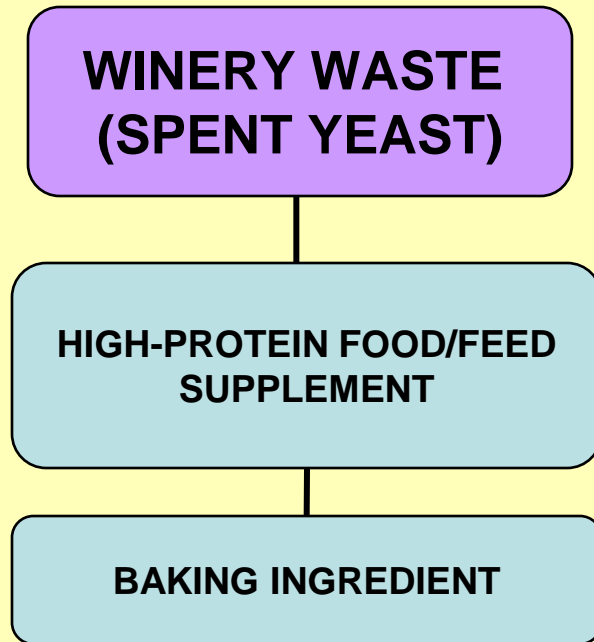 WINERY WASTE
(SPENT YEAST)
HIGH-PROTEIN FOOD/FEED
SUPPLEMENT
BAKING INGREDIENT